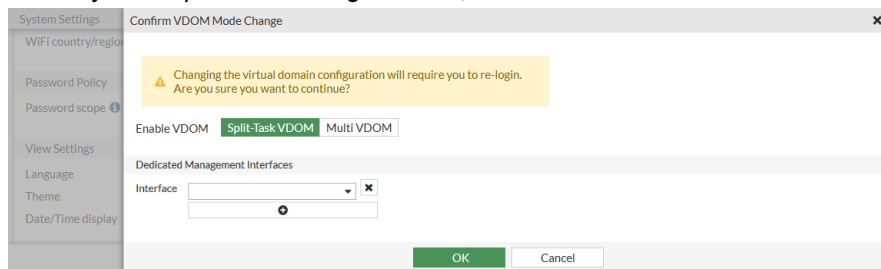 System Settings
Confirm VDOM Mode Change
WiFi country/region
Changing the virtual domain configuration will require you to re-login.
Are you sure you want to continue?
Password Policy
Password scope
Enable VDOM Split-Task VDOM Multi VDOM
View Settings
Dedicated Management Interfaces
Language
Interface
Theme
Date/Time display
OK Cancel